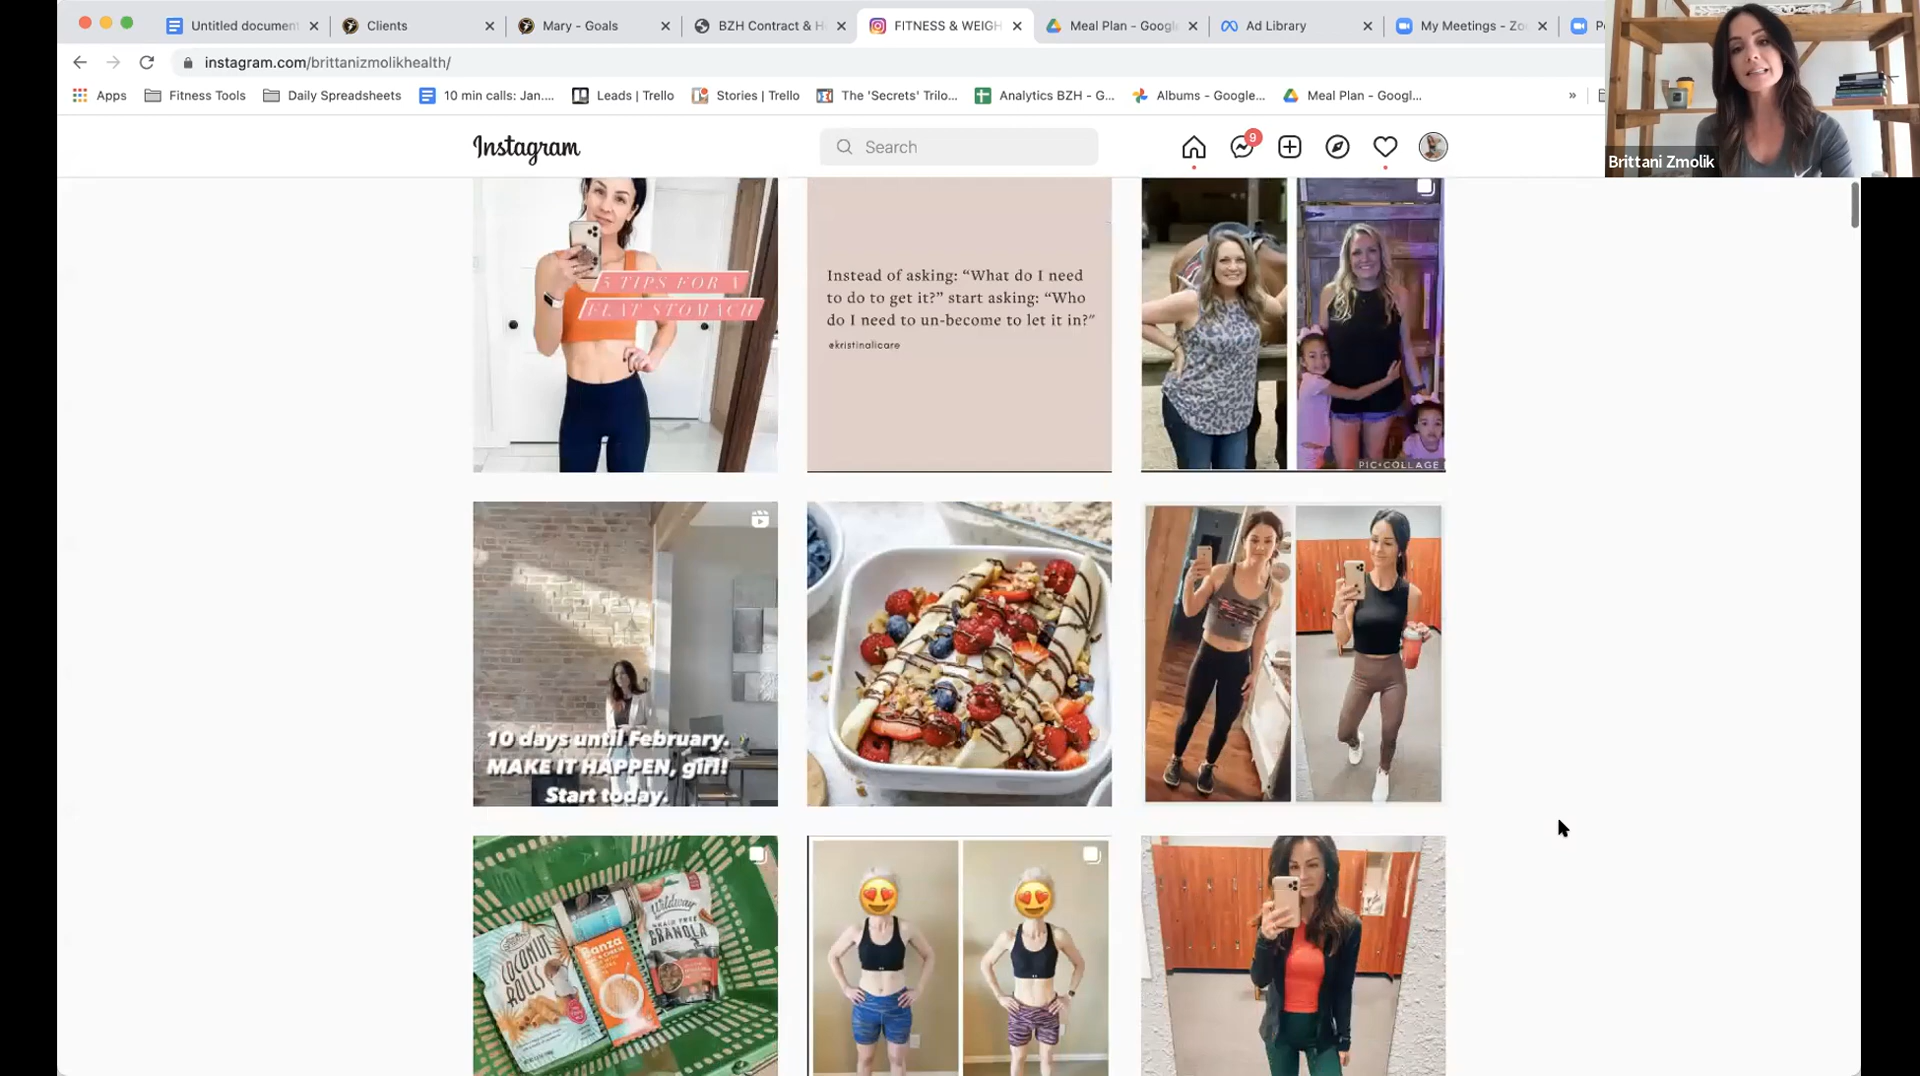 Untitled document
Clients
Mary - Goals
BZH Contract & H
FITNESS & WEIGH
Meal Plan - Google
Ad Library
My Meetings - Zo
instagram.com/brittanizmolikhealth/
Apps
Fitness Tools
Daily Spreadsheets
10 min calls: Jan....
Leads | Trello
Stories | Trello
The 'Secrets' Trilo...
Analytics BZH - G...
Albums - Google...
Meal Plan - Googl...
»
Brittani Zmolik
Instagram
Search
9
5 TIPS FOR A
FLAT STOMACH
Instead of asking: “What do I need
to do to get it?” start asking: “Who
do I need to un-become to let it in?”
@kristinalicare
PIC•COLLAGE
10 days until February.
MAKE IT HAPPEN, girl!
Start today.
COCONUT
ROLLS
Banza
Wildway
GRAIN FREE
GRANOLA